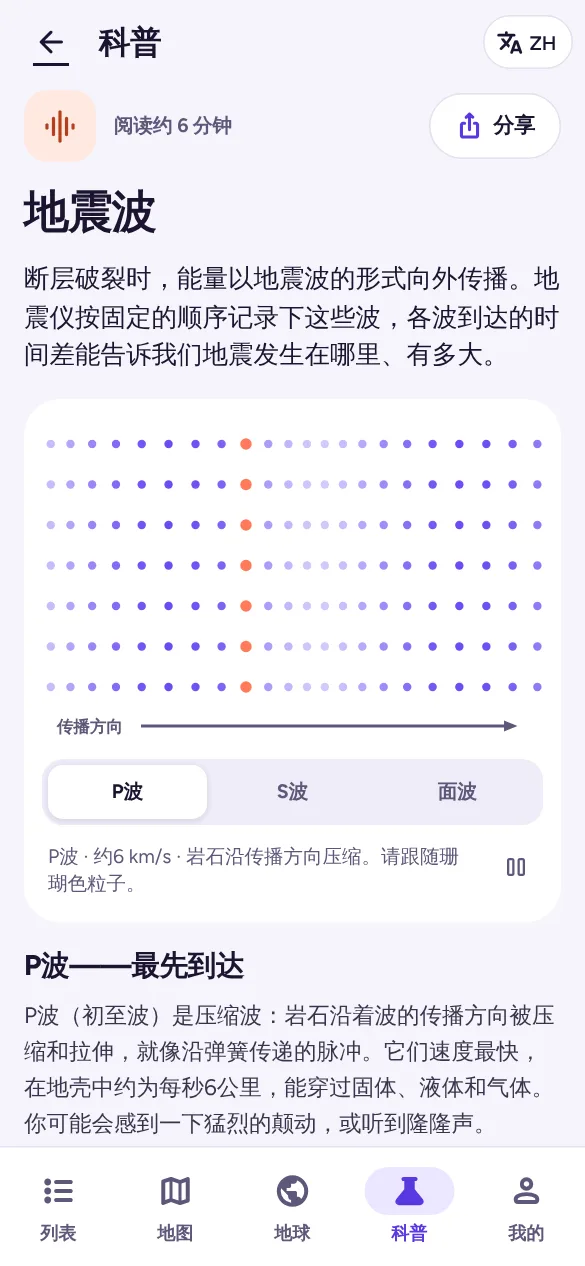 科普
ZH
阅读约 6 分钟
分享
地震波
断层破裂时，能量以地震波的形式向外传播。地
震仪按固定的顺序记录下这些波，各波到达的时
间差能告诉我们地震发生在哪里、有多大。
传播方向
P波
S波
面波
P波 · 约6 km/s · 岩石沿传播方向压缩。请跟随珊
瑚色粒子。
P波——最先到达
P波（初至波）是压缩波：岩石沿着波的传播方向被压
缩和拉伸，就像沿弹簧传递的脉冲。它们速度最快，
在地壳中约为每秒6公里，能穿过固体、液体和气体。
你可能会感到一下猛烈的颠动，或听到隆隆声。
列表
地图
地球
科普
我的